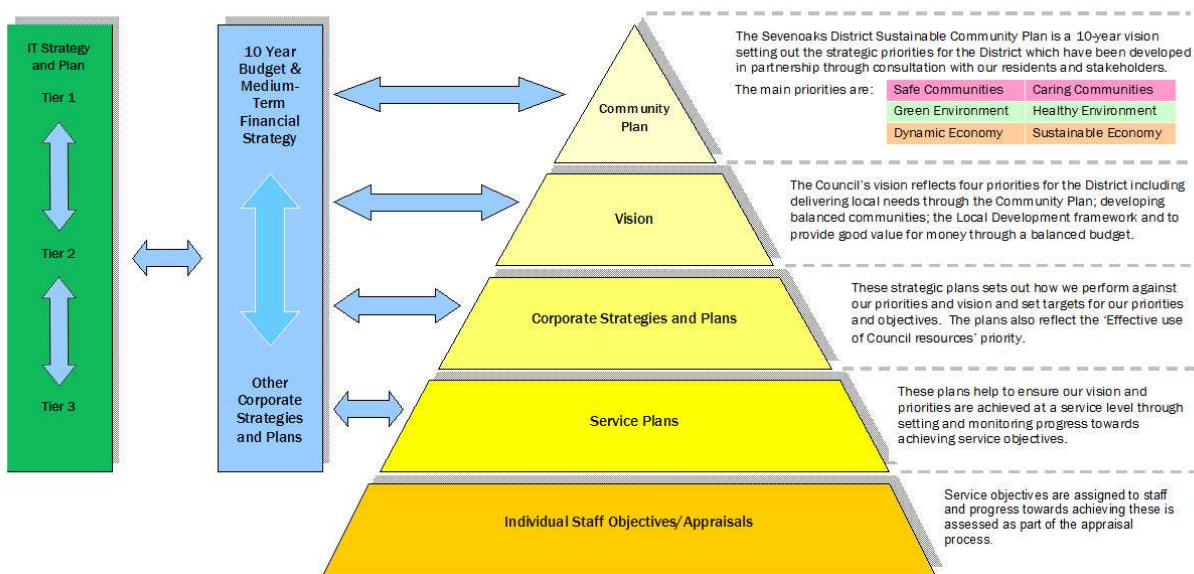 IT Strategy
and Plan
Tier 1
Tier 2
Tier 3
10 Year
Budget &
Medium-
Term
Financial
Strategy
Other
Corporate
Strategies
and Plans
Community
Plan
Vision
Corporate Strategies and Plans
Service Plans
Individual Staff Objectives/Appraisals
The Sevenoaks District Sustainable Community Plan is a 10-year vision
setting out the strategic priorities for the District which have been developed
in partnership through consultation with our residents and stakeholders.
The main priorities are:
Safe Communities Caring Communities
Green Environment Healthy Environment
Dynamic Economy Sustainable Economy
The Council's vision reflects four priorities for the District including
delivering local needs through the Community Plan; developing
balanced communities; the Local Development framework and to
provide good value for money through a balanced budget.
These strategic plans sets out how we perform against
our priorities and vision and set targets for our priorities
and objectives. The plans also reflect the 'Effective use
of Council resources' priority.
These plans help to ensure our vision and
priorities are achieved at a service level through
setting and monitoring progress towards
achieving service objectives.
Service objectives are assigned to staff
and progress towards achieving these is
assessed as part of the appraisal
process.